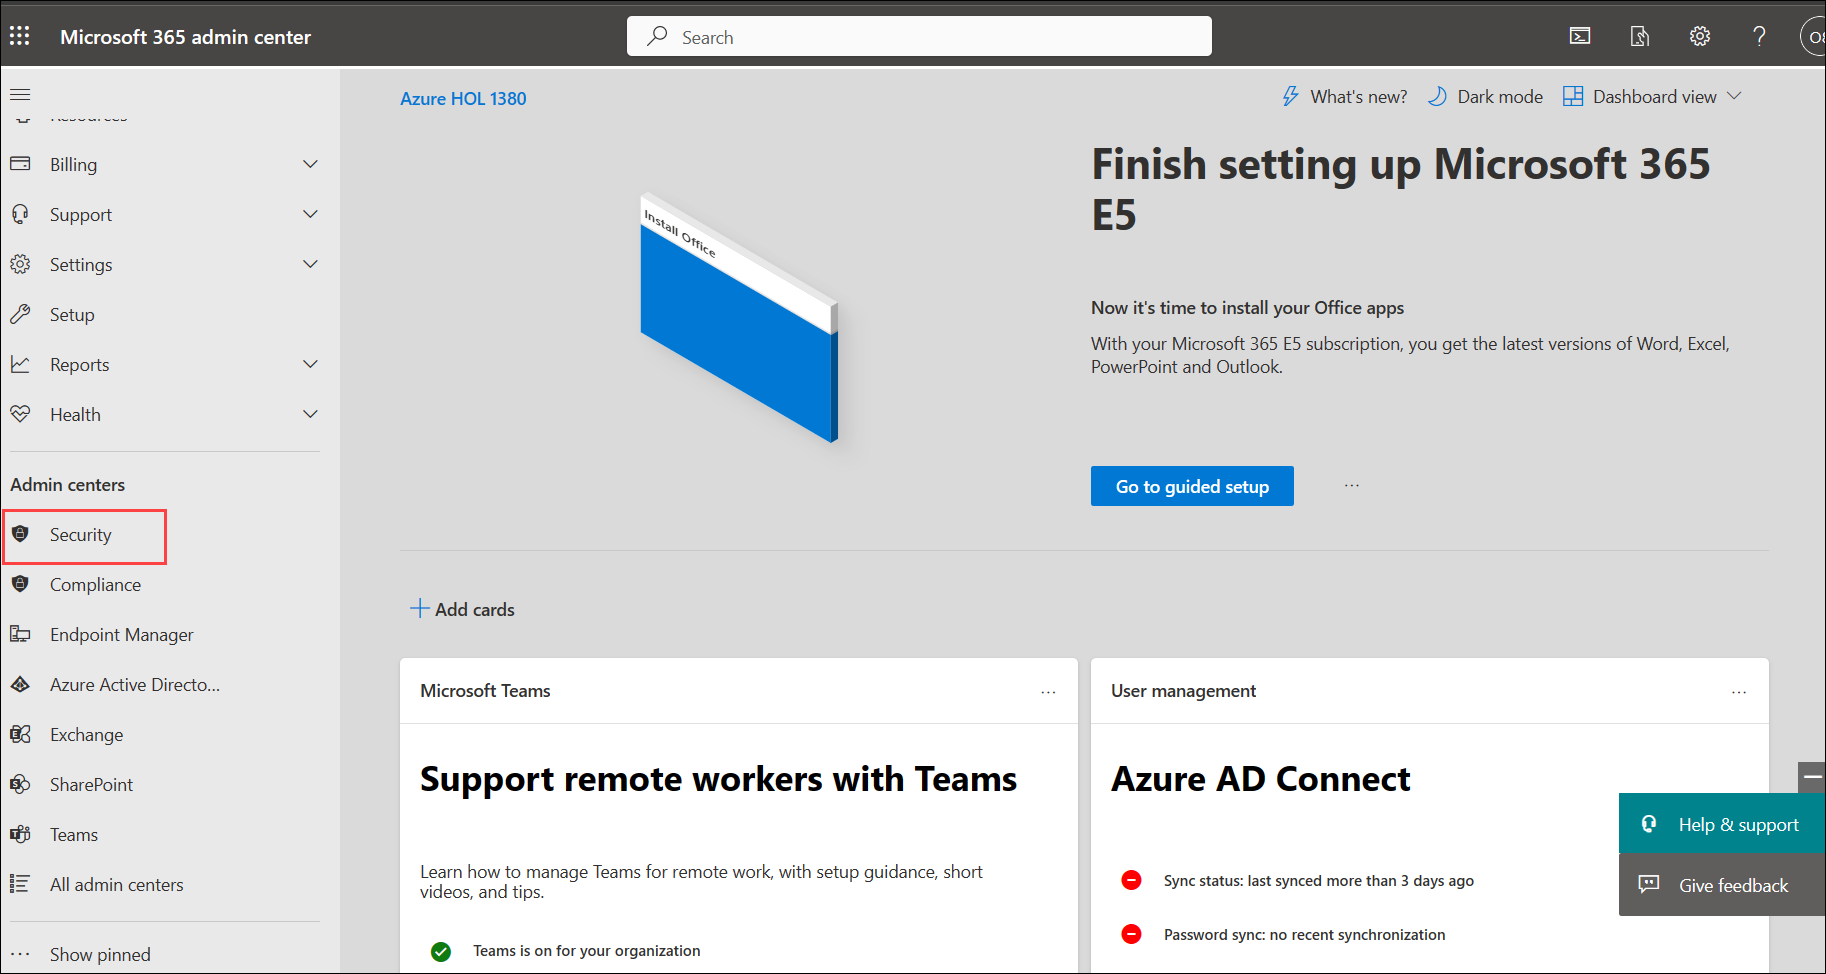 Microsoft 365 admin center
Search
Azure HOL 1380
What's new?
Dark mode
Dashboard view
Resources
Billing
Support
Settings
Setup
Reports
Health
Admin centers
Security
Compliance
Endpoint Manager
Azure Active Directo...
Exchange
SharePoint
Teams
All admin centers
Show pinned
Install Office
Finish setting up Microsoft 365
E5
Now it's time to install your Office apps
With your Microsoft 365 E5 subscription, you get the latest versions of Word, Excel,
PowerPoint and Outlook.
Go to guided setup
Add cards
Microsoft Teams
Support remote workers with Teams
Learn how to manage Teams for remote work, with setup guidance, short
videos, and tips.
Teams is on for your organization
User management
Azure AD Connect
Sync status: last synced more than 3 days ago
Password sync: no recent synchronization
Help & support
Give feedback